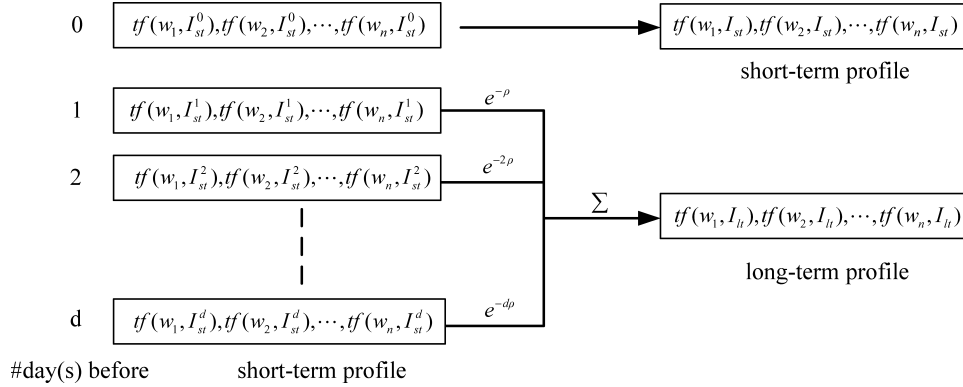 0 tf(w₁,I⁰ₛₜ),tf(w₂,I⁰ₛₜ),⋯,tf(wₙ,I⁰ₛₜ) tf(w₁,Iₛₜ),tf(w₂,Iₛₜ),⋯,tf(wₙ,Iₛₜ)
short-term profile
1 tf(w₁,I¹ₛₜ),tf(w₂,I¹ₛₜ),⋯,tf(wₙ,I¹ₛₜ) e^{-ρ}
2 tf(w₁,I²ₛₜ),tf(w₂,I²ₛₜ),⋯,tf(wₙ,I²ₛₜ) e^{-2ρ}
∑ tf(w₁,Iₗₜ),tf(w₂,Iₗₜ),⋯,tf(wₙ,Iₗₜ)
long-term profile
d tf(w₁,Iᵈₛₜ),tf(w₂,Iᵈₛₜ),⋯,tf(wₙ,Iᵈₛₜ) e^{-dρ}
#day(s) before short-term profile